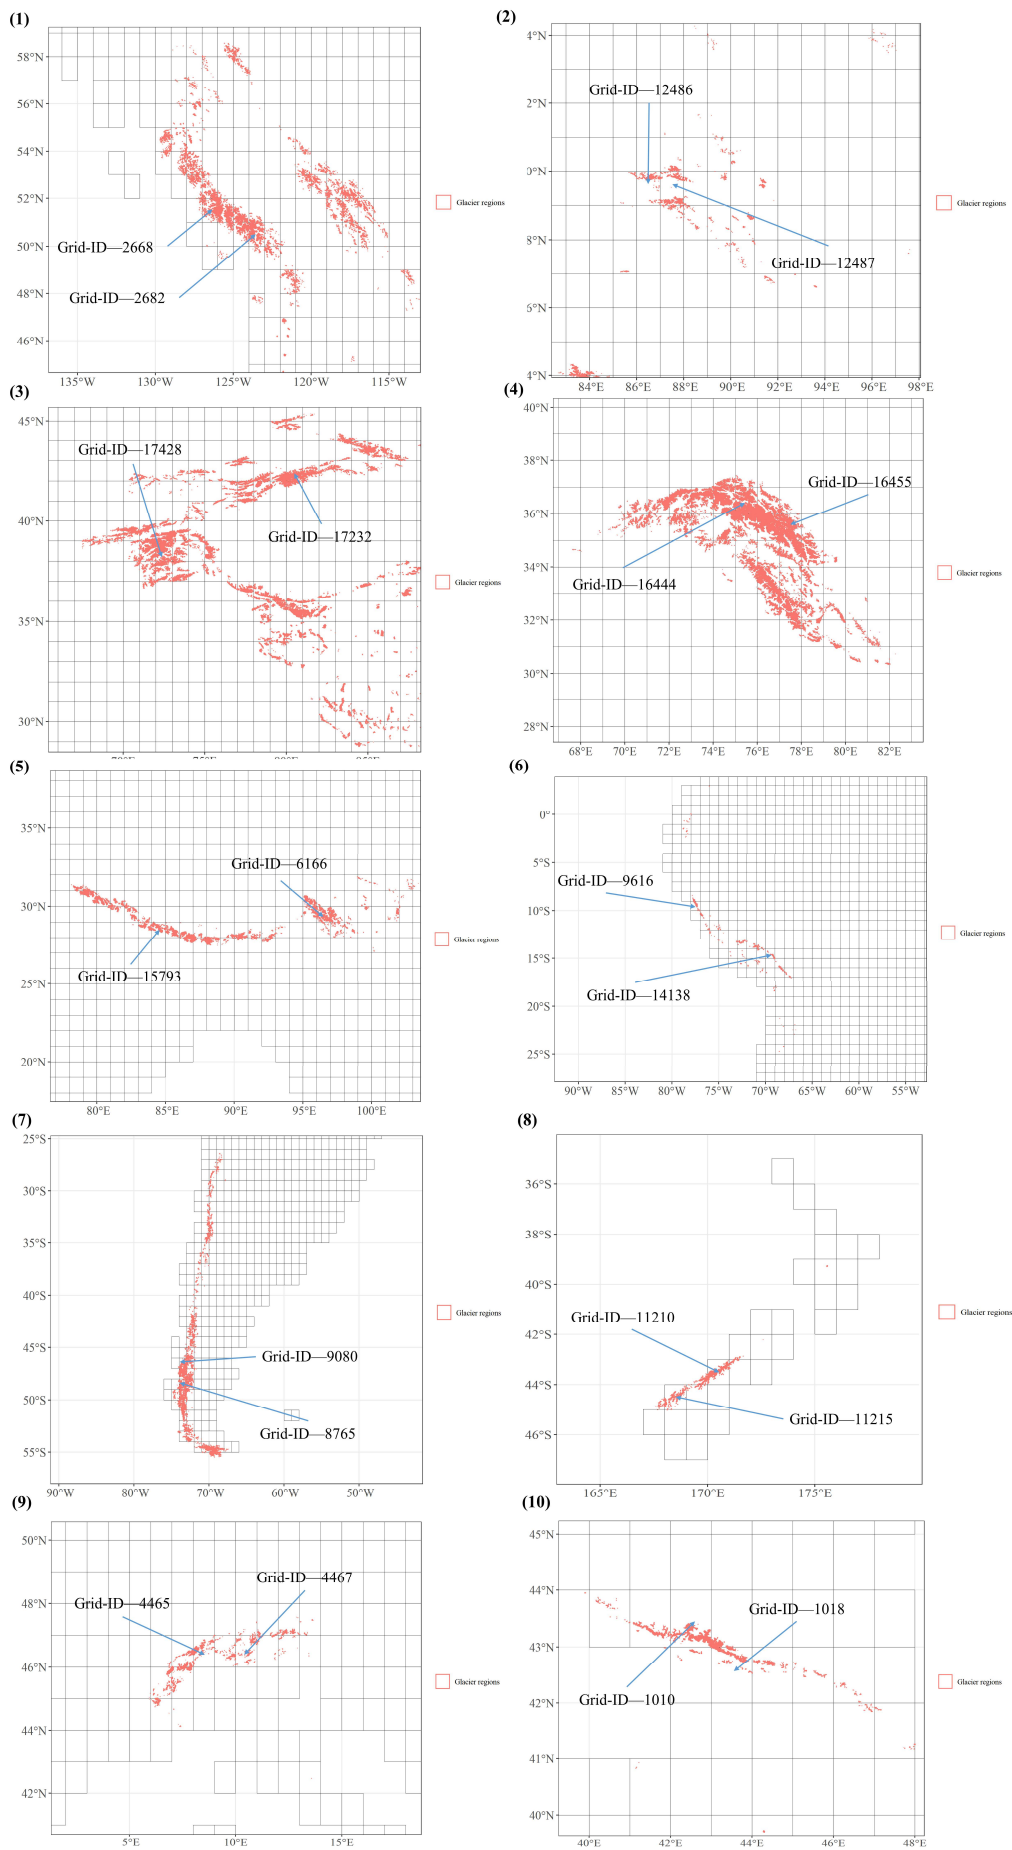 (1)
58°N
56°N
54°N
52°N
50°N
48°N
46°N
135°W
130°W
125°W
120°W
115°W
Grid-ID—2668
Grid-ID—2682
Glacier regions
(2)
4°N
2°N
0°N
8°N
5°N
4°N
84°E
86°E
88°E
90°E
92°E
94°E
96°E
98°E
Grid-ID—12486
Grid-ID—12487
Glacier regions
(3)
45°N
40°N
35°N
30°N
Grid-ID—17428
Grid-ID—17232
Glacier regions
(4)
40°N
38°N
36°N
34°N
32°N
30°N
28°N
68°E
70°E
72°E
74°E
76°E
78°E
80°E
82°E
Grid-ID—16455
Grid-ID—16444
Glacier regions
(5)
35°N
30°N
25°N
20°N
80°E
85°E
90°E
95°E
100°E
Grid-ID—6166
Grid-ID—15793
Glacier regions
(6)
0°
5°S
10°S
15°S
20°S
25°S
90°W
85°W
80°W
75°W
70°W
65°W
60°W
55°W
Grid-ID—9616
Grid-ID—14138
Glacier regions
(7)
25°S
30°S
35°S
40°S
45°S
50°S
55°S
90°W
80°W
70°W
60°W
50°W
Grid-ID—9080
Grid-ID—8765
Glacier regions
(8)
36°S
38°S
40°S
42°S
44°S
46°S
165°E
170°E
175°E
Grid-ID—11210
Grid-ID—11215
Glacier regions
(9)
50°N
48°N
46°N
44°N
42°N
5°E
10°E
15°E
Grid-ID—4467
Grid-ID—4465
Glacier regions
(10)
45°N
44°N
43°N
42°N
41°N
40°N
40°E
42°E
44°E
46°E
48°E
Grid-ID—1018
Grid-ID—1010
Glacier regions